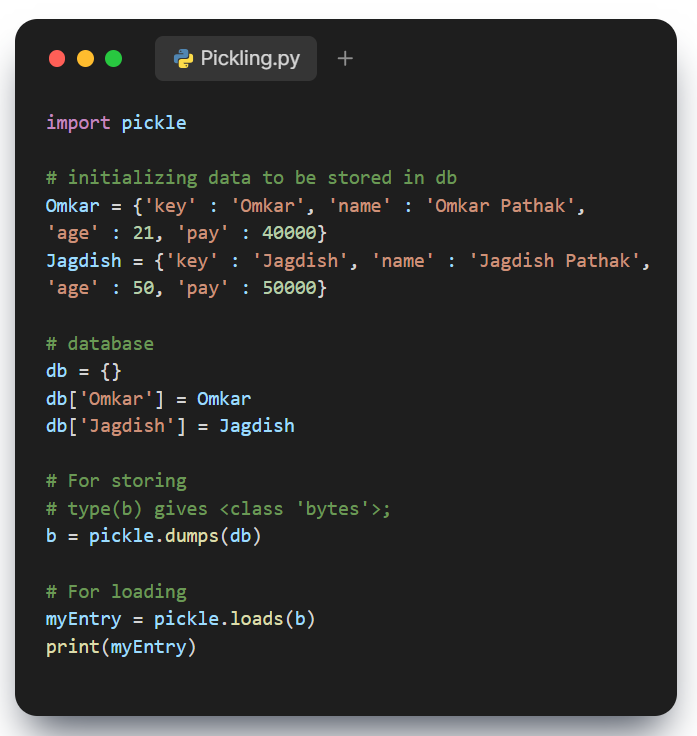 Pickling.py +
import pickle
# initializing data to be stored in db
Omkar = {'key' : 'Omkar', 'name' : 'Omkar Pathak',
'age' : 21, 'pay' : 40000}
Jagdish = {'key' : 'Jagdish', 'name' : 'Jagdish Pathak',
'age' : 50, 'pay' : 50000}
# database
db = {}
db['Omkar'] = Omkar
db['Jagdish'] = Jagdish
# For storing
# type(b) gives <class 'bytes'>;
b = pickle.dumps(db)
# For loading
myEntry = pickle.loads(b)
print(myEntry)